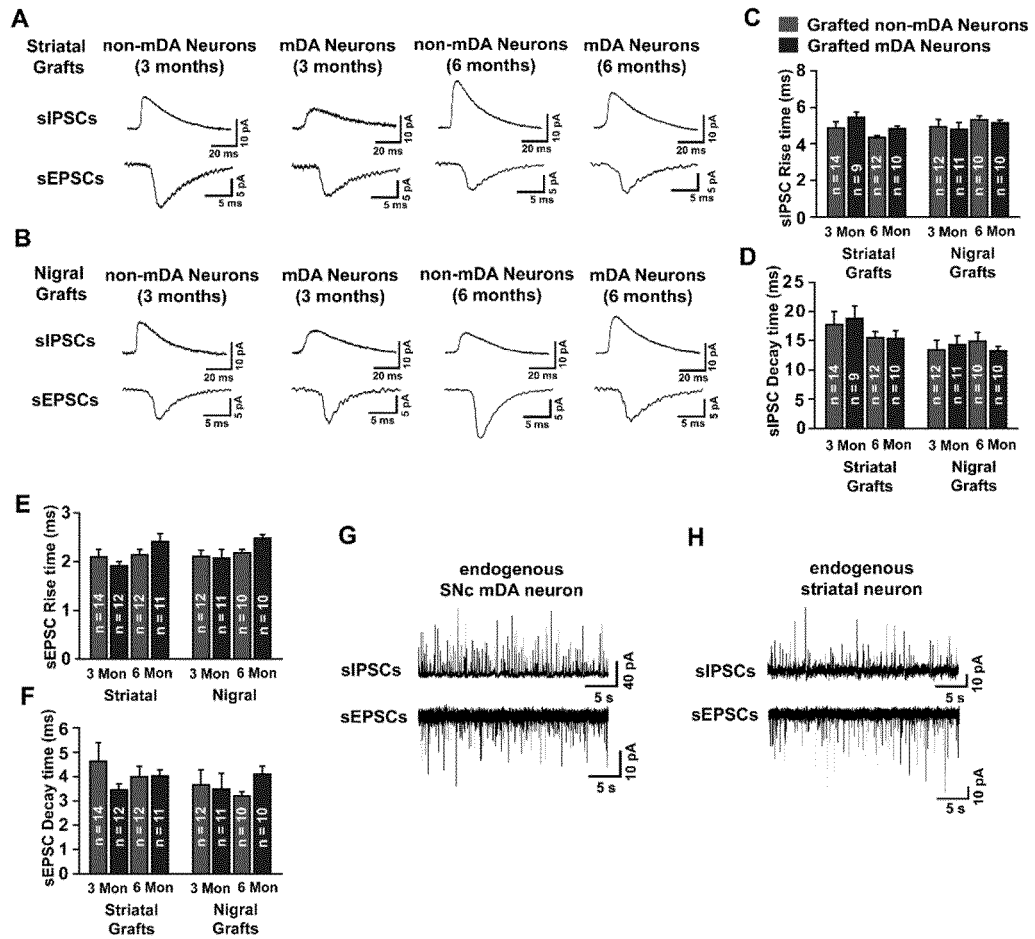 A
Striatal Grafts
non-mDA Neurons (3 months)
mDA Neurons (3 months)
non-mDA Neurons (6 months)
mDA Neurons (6 months)
sIPSCs
20 ms
10 pA
20 ms
10 pA
20 ms
10 pA
20 ms
10 pA
sEPSCs
5 ms
5 pA
5 ms
5 pA
5 ms
5 pA
5 ms
5 pA
B
Nigral Grafts
non-mDA Neurons (3 months)
mDA Neurons (3 months)
non-mDA Neurons (6 months)
mDA Neurons (6 months)
sIPSCs
20 ms
10 pA
20 ms
10 pA
20 ms
10 pA
20 ms
10 pA
sEPSCs
5 ms
5 pA
5 ms
5 pA
5 ms
5 pA
5 ms
5 pA
C
Grafted non-mDA Neurons
Grafted mDA Neurons
sIPSC Rise time (ms)
8
6
4
2
0
n = 14
n = 9
n = 12
n = 10
n = 12
n = 11
n = 10
n = 10
3 Mon 6 Mon
3 Mon 6 Mon
Striatal Grafts
Nigral Grafts
D
sIPSC Decay time (ms)
25
20
15
10
5
0
n = 14
n = 9
n = 12
n = 10
n = 12
n = 11
n = 10
n = 10
3 Mon 6 Mon
3 Mon 6 Mon
Striatal Grafts
Nigral Grafts
E
sEPSC Rise time (ms)
3
2
1
0
n = 14
n = 12
n = 12
n = 11
n = 12
n = 11
n = 10
n = 10
3 Mon 6 Mon
3 Mon 6 Mon
Striatal
Nigral
F
sEPSC Decay time (ms)
6
5
4
3
2
1
0
n = 14
n = 12
n = 12
n = 11
n = 12
n = 11
n = 10
n = 10
3 Mon 6 Mon
3 Mon 6 Mon
Striatal Grafts
Nigral Grafts
G
endogenous
SNc mDA neuron
sIPSCs
5 s
40 pA
sEPSCs
5 s
10 pA
H
endogenous
striatal neuron
sIPSCs
5 s
10 pA
sEPSCs
5 s
10 pA